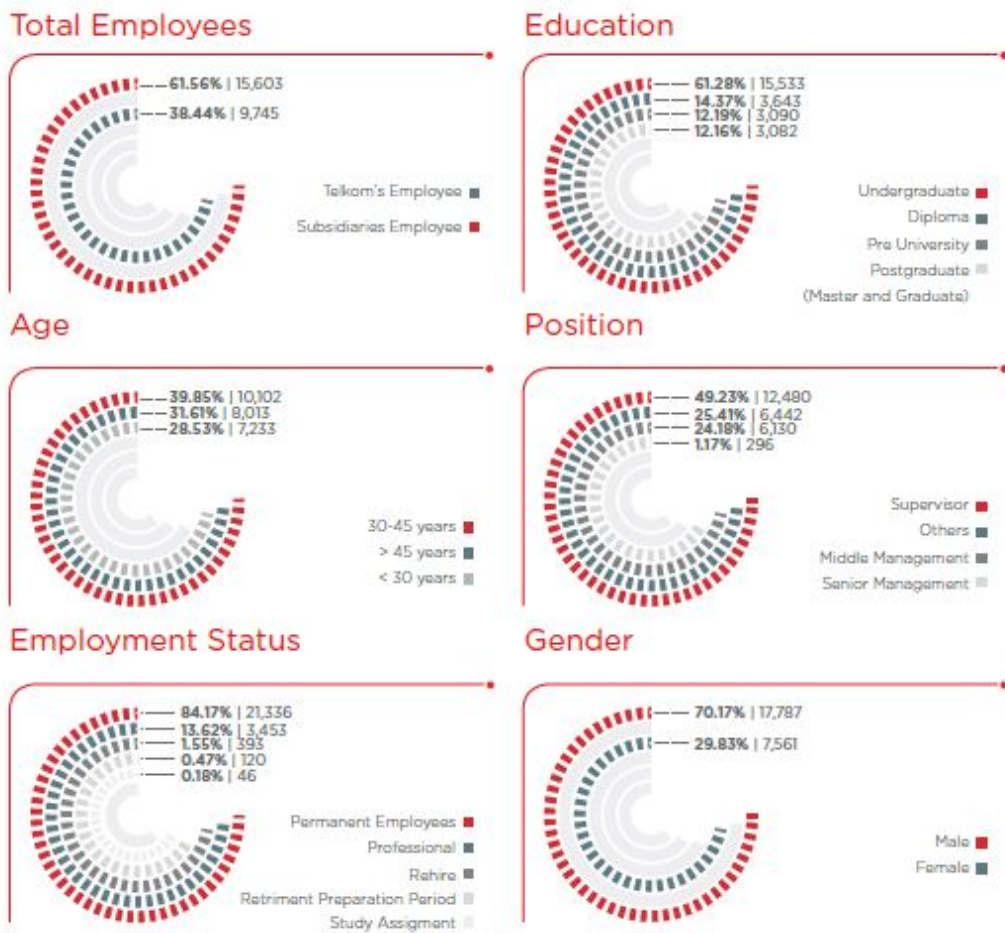 Total Employees
61.56% | 15,603
38.44% | 9,745
Telkom's Employee
Subsidiaries Employee
Education
61.28% | 15,533
14.37% | 3,643
12.19% | 3,090
12.16% | 3,082
Undergraduate
Diploma
Pre University
Postgraduate
(Master and Graduate)
Age
39.85% | 10,102
31.61% | 8,013
28.53% | 7,233
30-45 years
> 45 years
< 30 years
Position
49.23% | 12,480
25.41% | 6,442
24.18% | 6,130
1.17% | 296
Supervisor
Others
Middle Management
Senior Management
Employment Status
84.17% | 21,336
13.62% | 3,453
1.55% | 393
0.47% | 120
0.18% | 46
Permanent Employees
Professional
Rehire
Retriment Preparation Period
Study Assigment
Gender
70.17% | 17,787
29.83% | 7,561
Male
Female